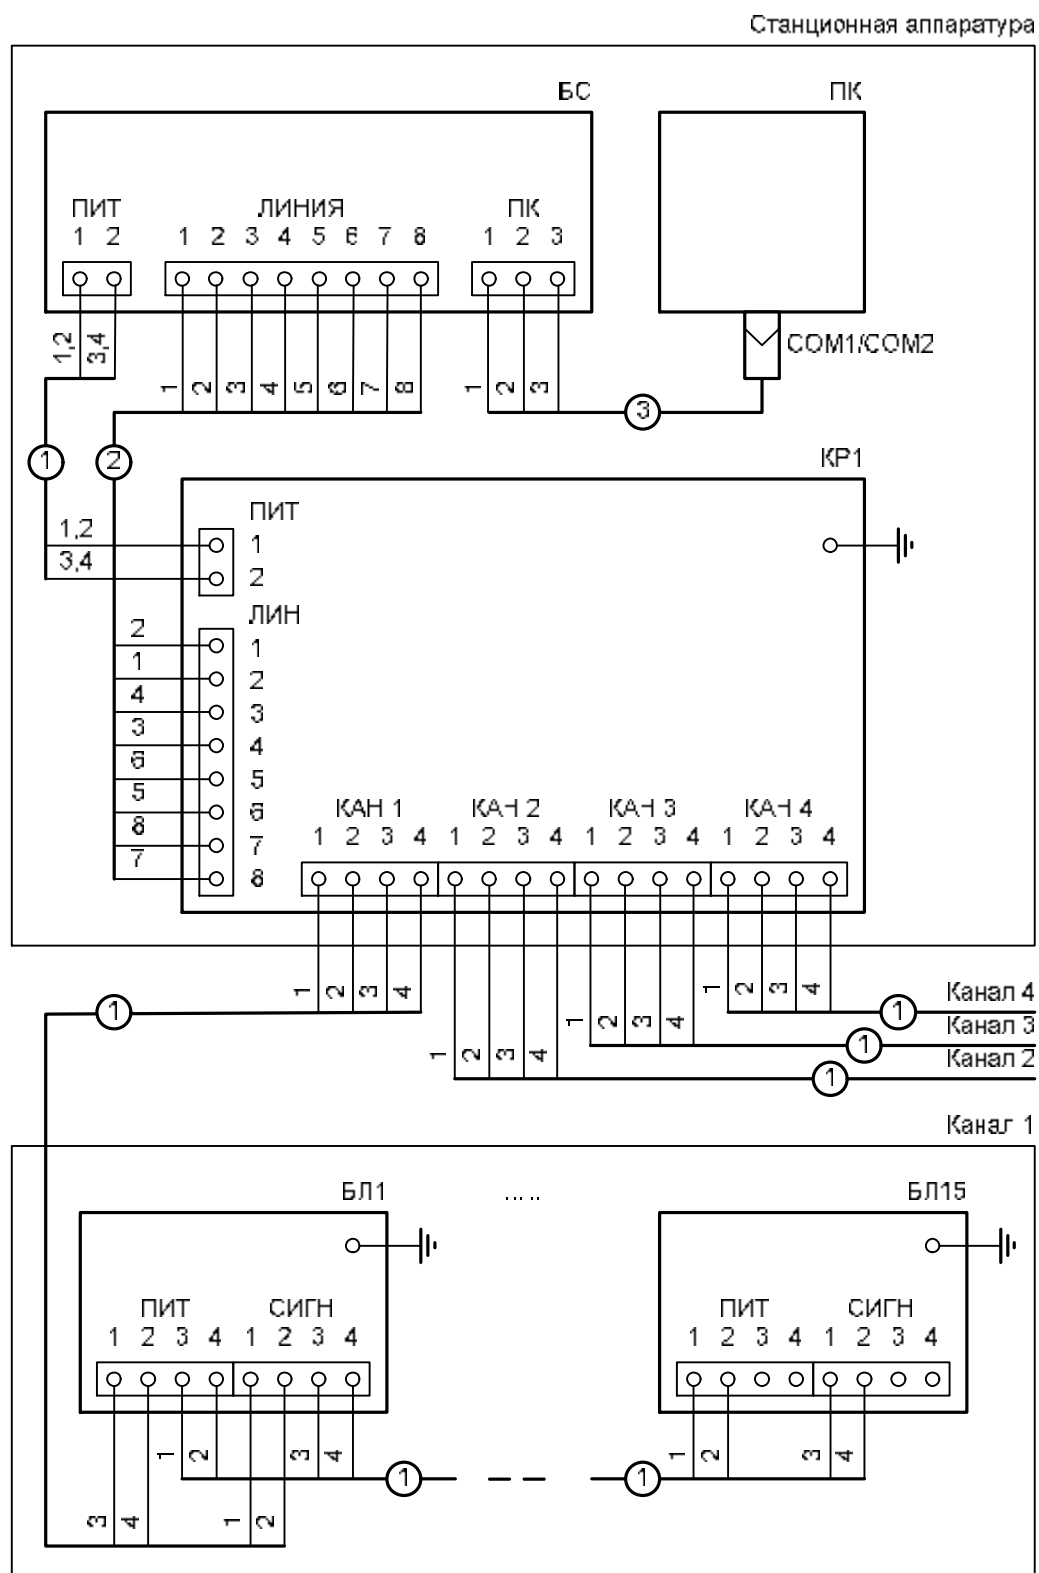 Станционная аппаратура
БС ПК
ПИТ ЛИНИЯ ПК
1 2 1 2 3 4 5 6 7 8 1 2 3
1,2 3,4
COM1/COM2
1 2 3 4 5 6 7 8 1 2 3
3
1 2
КР1
ПИТ
1,2 1
3,4 2
ЛИН
2 1
1 2
4 3
3 4
6 5
5 6
8 7
7 8
КАН 1 КАН 2 КАН 3 КАН 4
1 2 3 4 1 2 3 4 1 2 3 4 1 2 3 4
1 2 3 4 1 2 3 4 1 Канал 4
1
1 2 3 4 1 Канал 3
1 2 3 4 1 Канал 2
Канал 1
БЛ1 ..... БЛ15
ПИТ СИГН ПИТ СИГН
1 2 3 4 1 2 3 4 1 2 3 4 1 2 3 4
1 2 3 4 1 2 3 4
1 1
3 4 1 2